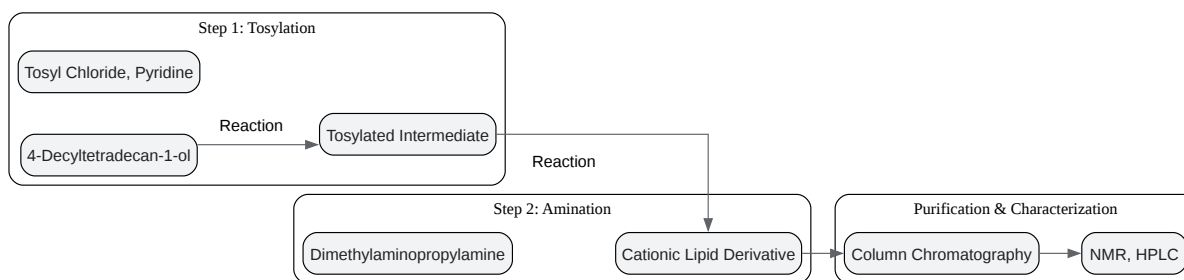 Step 1: Tosylation
Tosyl Chloride, Pyridine
4-Decyltetradecan-1-ol
Reaction
Tosylated Intermediate
Reaction
Step 2: Amination
Dimethylaminopropylamine
Cationic Lipid Derivative
Purification & Characterization
Column Chromatography
NMR, HPLC